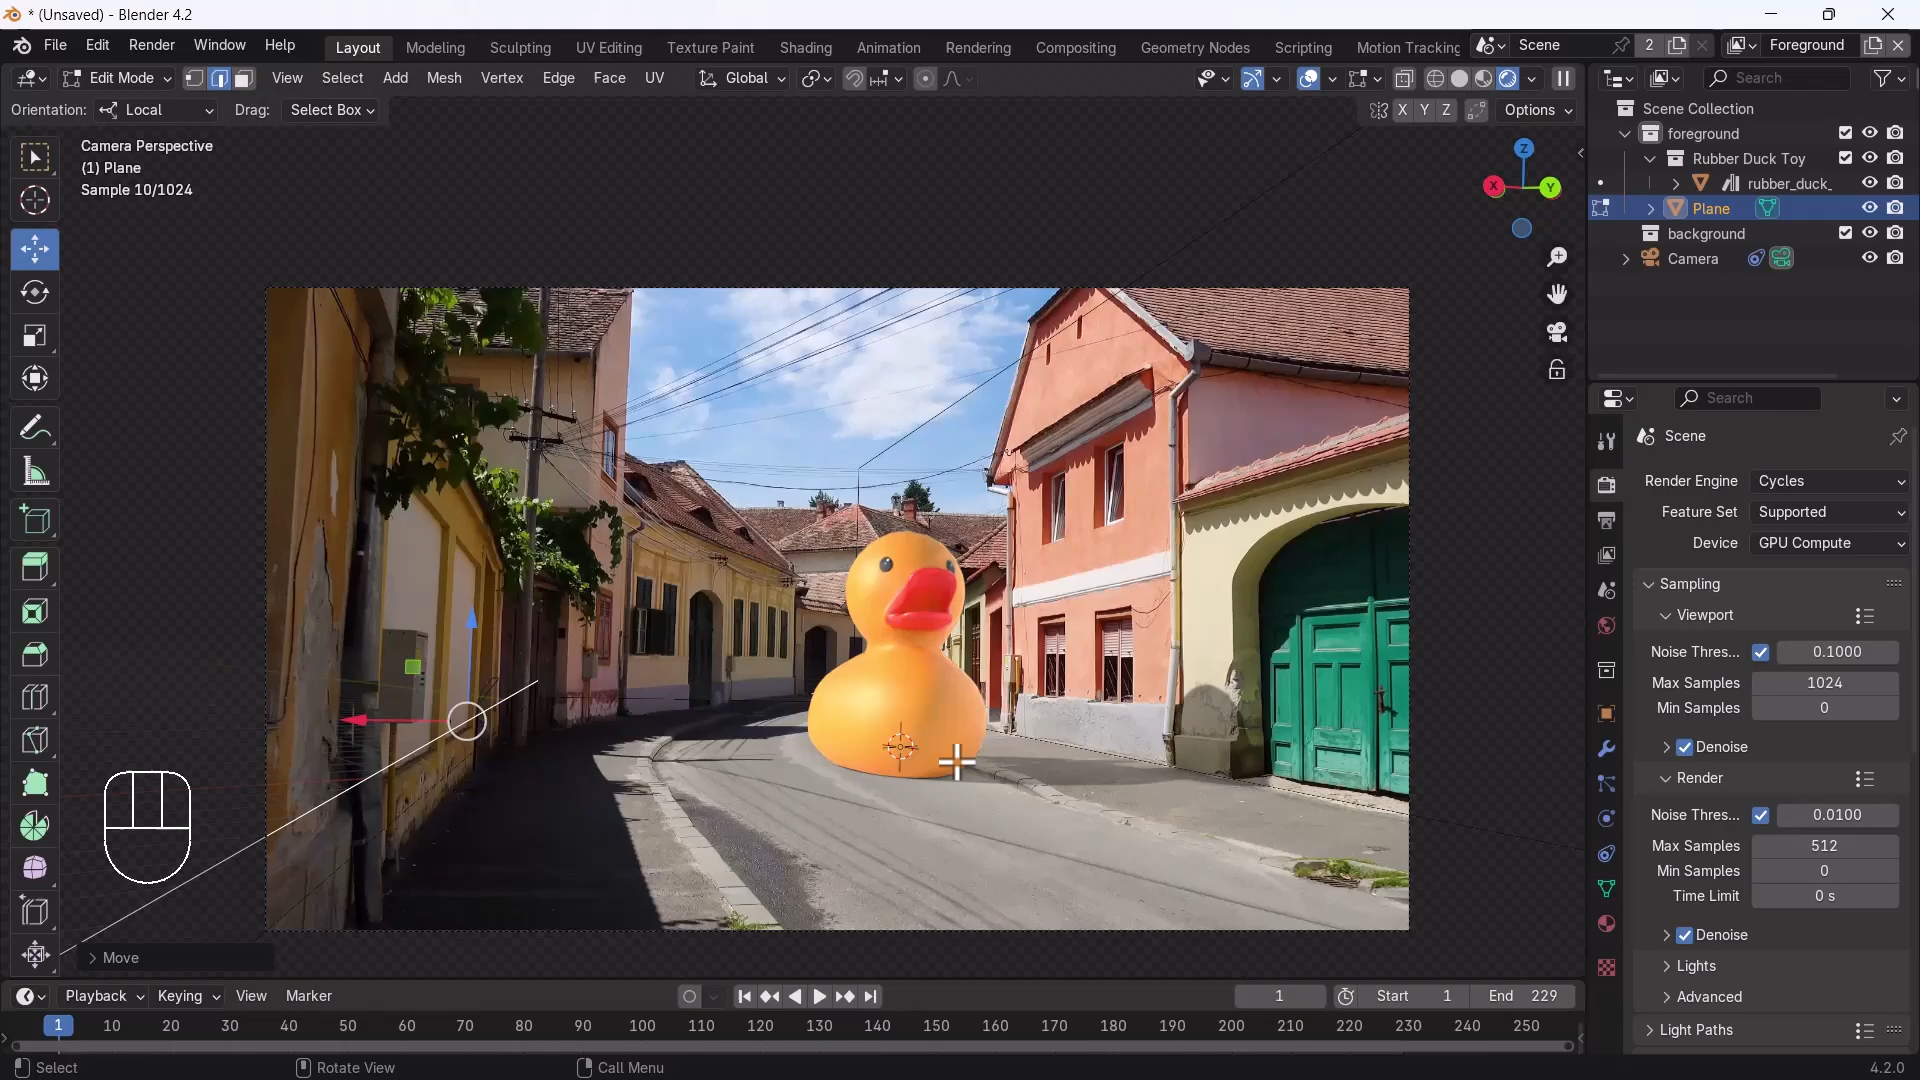 * (Unsaved) - Blender 4.2
File Edit Render Window Help
Layout Modeling Sculpting UV Editing Texture Paint Shading Animation Rendering Compositing Geometry Nodes Scripting Motion Tracking
Scene 2 Foreground
Edit Mode View Select Add Mesh Vertex Edge Face UV Global
Search
Orientation: Local Drag: Select Box X Y Z Options
Scene Collection
foreground
Rubber Duck Toy
rubber_duck_
Plane
background
Camera
Camera Perspective
(1) Plane
Sample 10/1024
Z
X Y
Search
Scene
Render Engine Cycles
Feature Set Supported
Device GPU Compute
Sampling
Viewport
Noise Thres... 0.1000
Max Samples 1024
Min Samples 0
Denoise
Render
Noise Thres... 0.0100
Max Samples 512
Min Samples 0
Time Limit 0 s
Denoise
Lights
Advanced
Light Paths
Move
Playback Keying View Marker 1 Start 1 End 229
1 10 20 30 40 50 60 70 80 90 100 110 120 130 140 150 160 170 180 190 200 210 220 230 240 250
Select Rotate View Call Menu 4.2.0